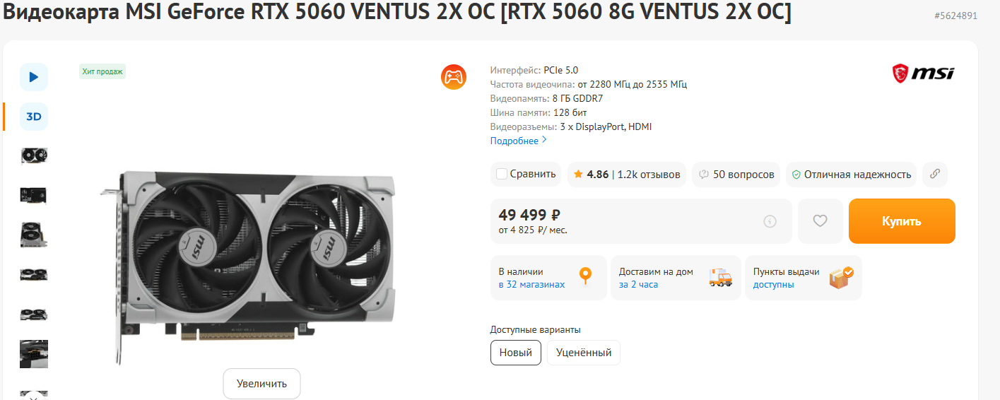 Видеокарта MSI GeForce RTX 5060 VENTUS 2X OC [RTX 5060 8G VENTUS 2X OC]
#5624891
Хит продаж
3D
Интерфейс: PCIe 5.0
Частота видеочипа: от 2280 МГц до 2535 МГц
Видеопамять: 8 ГБ GDDR7
Шина памяти: 128 бит
Видеоразъемы: 3 x DisplayPort, HDMI
Подробнее
msi
Сравнить
4.86 | 1.2k отзывов
50 вопросов
Отличная надежность
49 499 ₽
от 4 825 ₽/ мес.
Купить
В наличии
в 32 магазинах
Доставим на дом
за 2 часа
Пункты выдачи
доступны
Доступные варианты
Новый
Уценённый
msi
msi
Увеличить